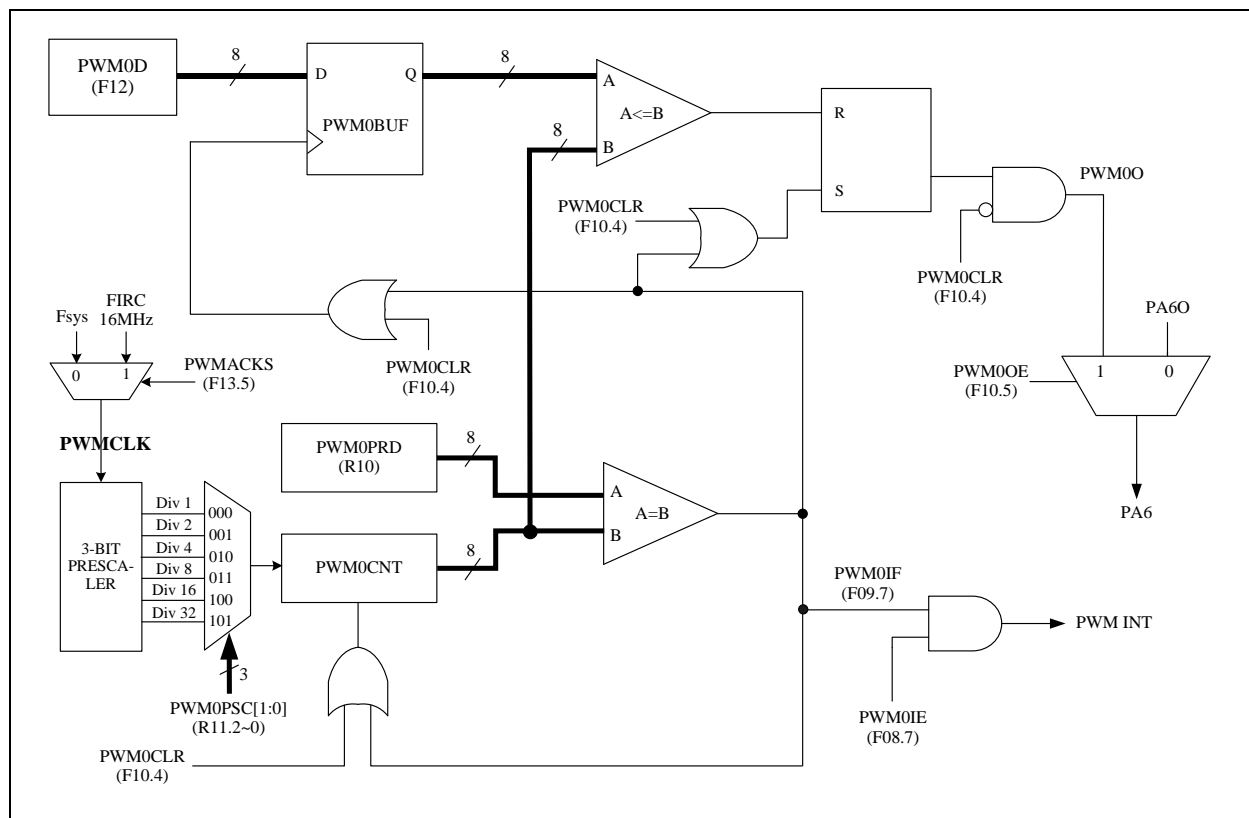 PWM0D
(F12)
8
D
Q
PWM0BUF
8
A
A<=B
B
8
R
S
PWM0O
PWM0CLR
(F10.4)
PWM0CLR
(F10.4)
PA6O
PWM0OE
(F10.5)
1
0
PA6
Fsys
FIRC
16MHz
0
1
PWMACKS
(F13.5)
PWM0CLR
(F10.4)
PWMCLK
PWM0PRD
(R10)
8
A
A=B
B
3-BIT
PRESCA-
LER
Div 1
Div 2
Div 4
Div 8
Div 16
Div 32
000
001
010
011
100
101
PWM0CNT
8
3
PWM0PSC[1:0]
(R11.2~0)
PWM0CLR
(F10.4)
PWM0IF
(F09.7)
PWM INT
PWM0IE
(F08.7)